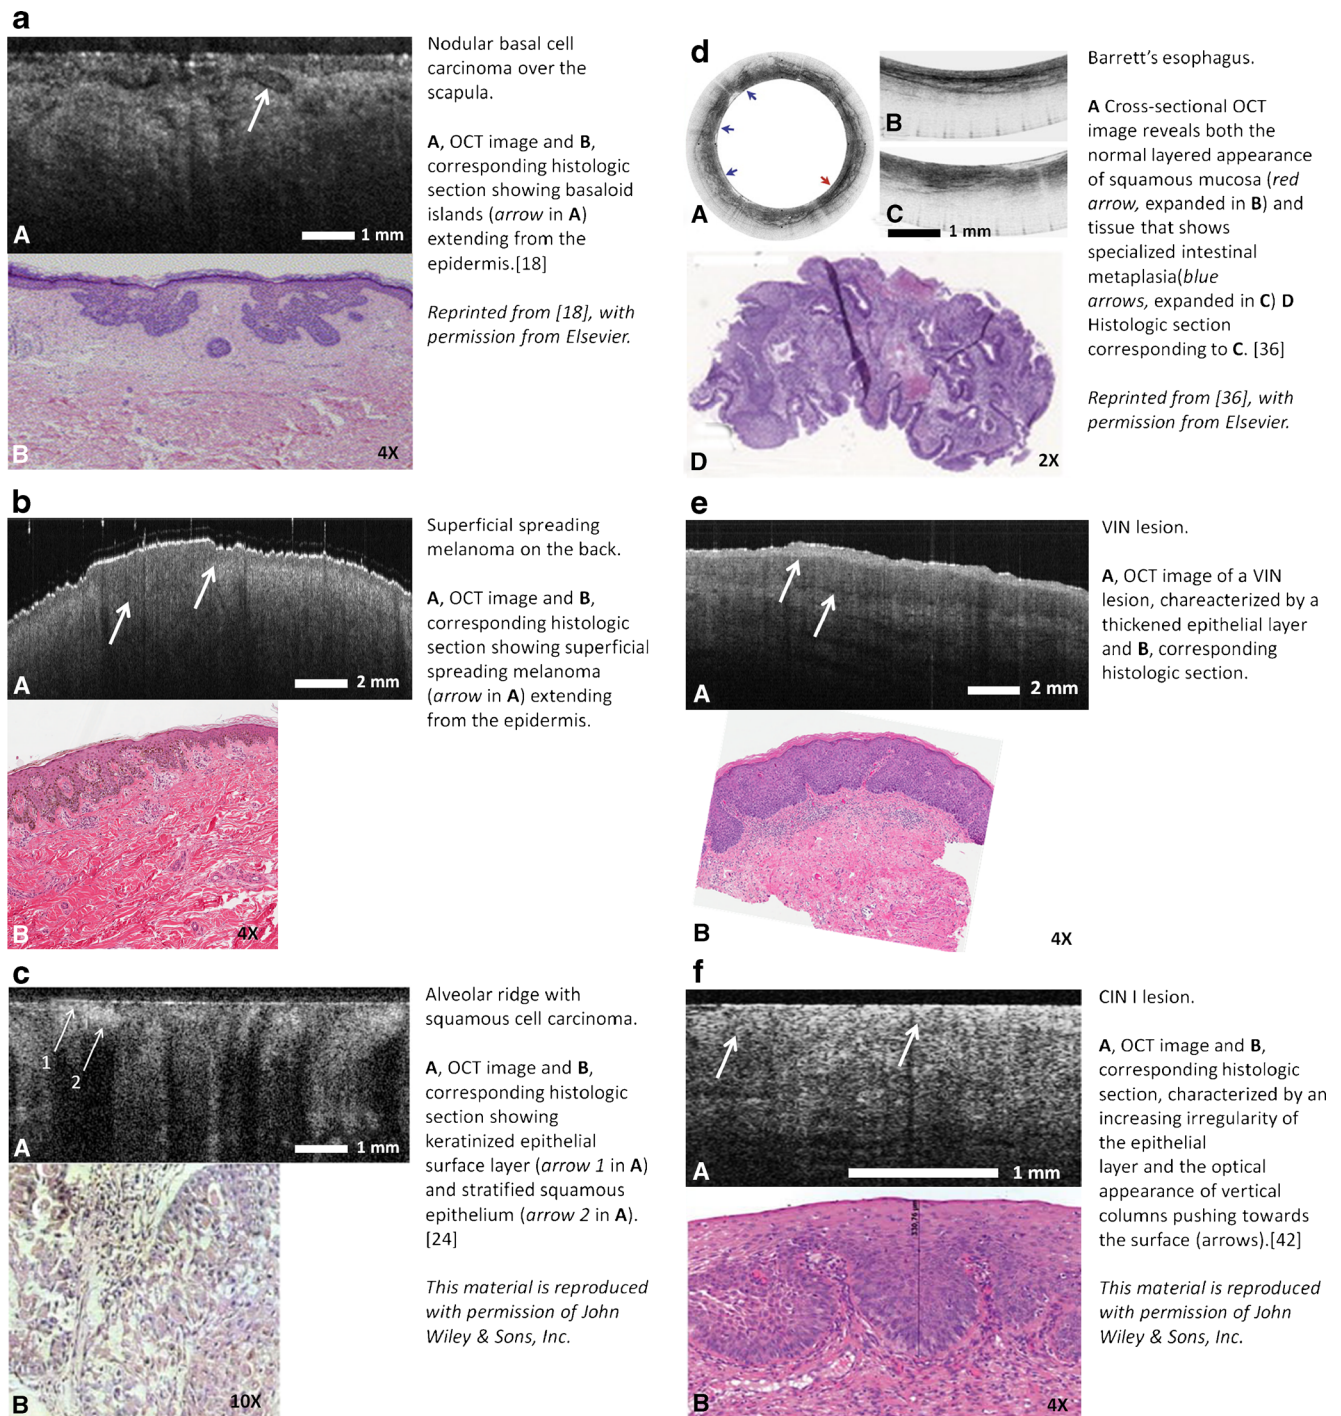 a
Nodular basal cell
carcinoma over the
scapula.
A, OCT image and B,
corresponding histologic
section showing basaloid
islands (arrow in A)
extending from the
epidermis.[18]
Reprinted from [18], with
permission from Elsevier.
A
1 mm
B
4X
b
Superficial spreading
melanoma on the back.
A, OCT image and B,
corresponding histologic
section showing superficial
spreading melanoma
(arrow in A) extending
from the epidermis.
A
2 mm
B
4X
c
Alveolar ridge with
squamous cell carcinoma.
A, OCT image and B,
corresponding histologic
section showing
keratinized epithelial
surface layer (arrow 1 in A)
and stratified squamous
epithelium (arrow 2 in A).
[24]
This material is reproduced
with permission of John
Wiley & Sons, Inc.
1
2
A
1 mm
B
10X
d
Barrett's esophagus.
A Cross-sectional OCT
image reveals both the
normal layered appearance
of squamous mucosa (red
arrow, expanded in B) and
tissue that shows
specialized intestinal
metaplasia(blue
arrows, expanded in C) D
Histologic section
corresponding to C. [36]
Reprinted from [36], with
permission from Elsevier.
A
B
C
1 mm
D
2X
e
VIN lesion.
A, OCT image of a VIN
lesion, chareacterized by a
thickened epithelial layer
and B, corresponding
histologic section.
A
2 mm
B
4X
f
CIN I lesion.
A, OCT image and B,
corresponding histologic
section, characterized by an
increasing irregularity of
the epithelial
layer and the optical
appearance of vertical
columns pushing towards
the surface (arrows).[42]
This material is reproduced
with permission of John
Wiley & Sons, Inc.
A
1 mm
330.76 µm
B
4X